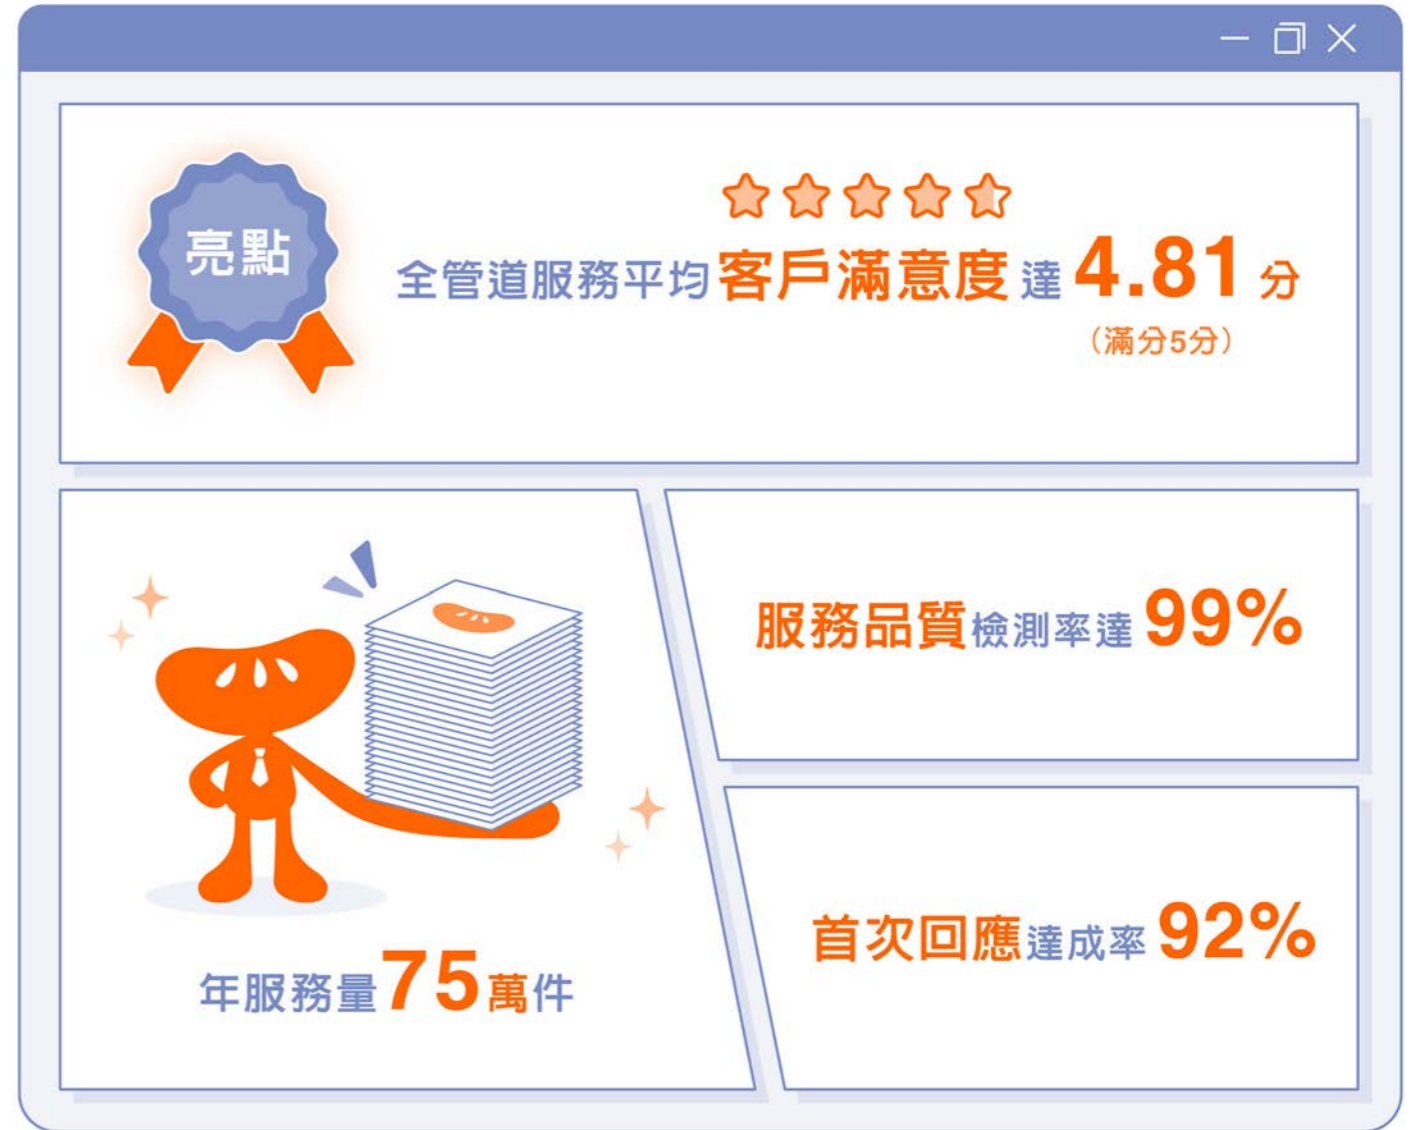 亮點
全管道服務平均客戶滿意度達4.81分
（滿分5分）
年服務量75萬件
服務品質檢測率達99%
首次回應達成率92%